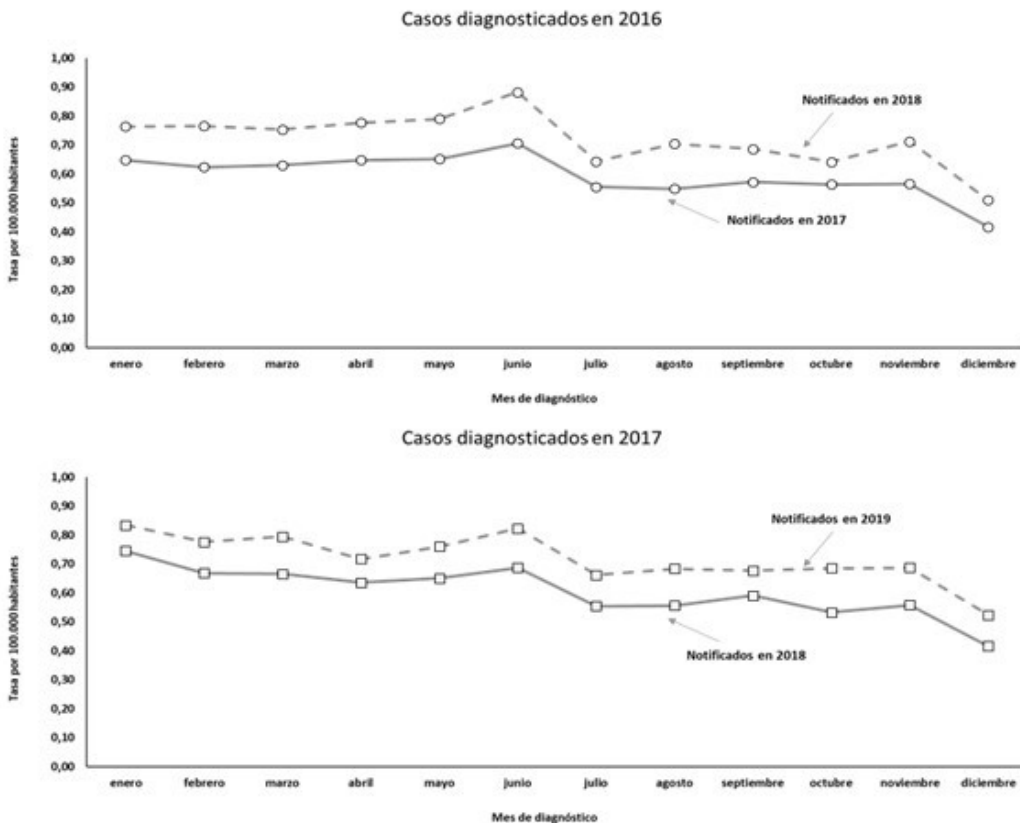 Casos diagnosticados en 2016
Tasa por 100.000 habitantes
1,00
0,90
0,80
0,70
0,60
0,50
0,40
0,30
0,20
0,10
0,00
Notificados en 2018
Notificados en 2017
enero febrero marzo abril mayo junio julio agosto septiembre octubre noviembre diciembre
Mes de diagnóstico
Casos diagnosticados en 2017
Tasa por 100.000 habitantes
1,00
0,90
0,80
0,70
0,60
0,50
0,40
0,30
0,20
0,10
0,00
Notificados en 2019
Notificados en 2018
enero febrero marzo abril mayo junio julio agosto septiembre octubre noviembre diciembre
Mes de diagnóstico